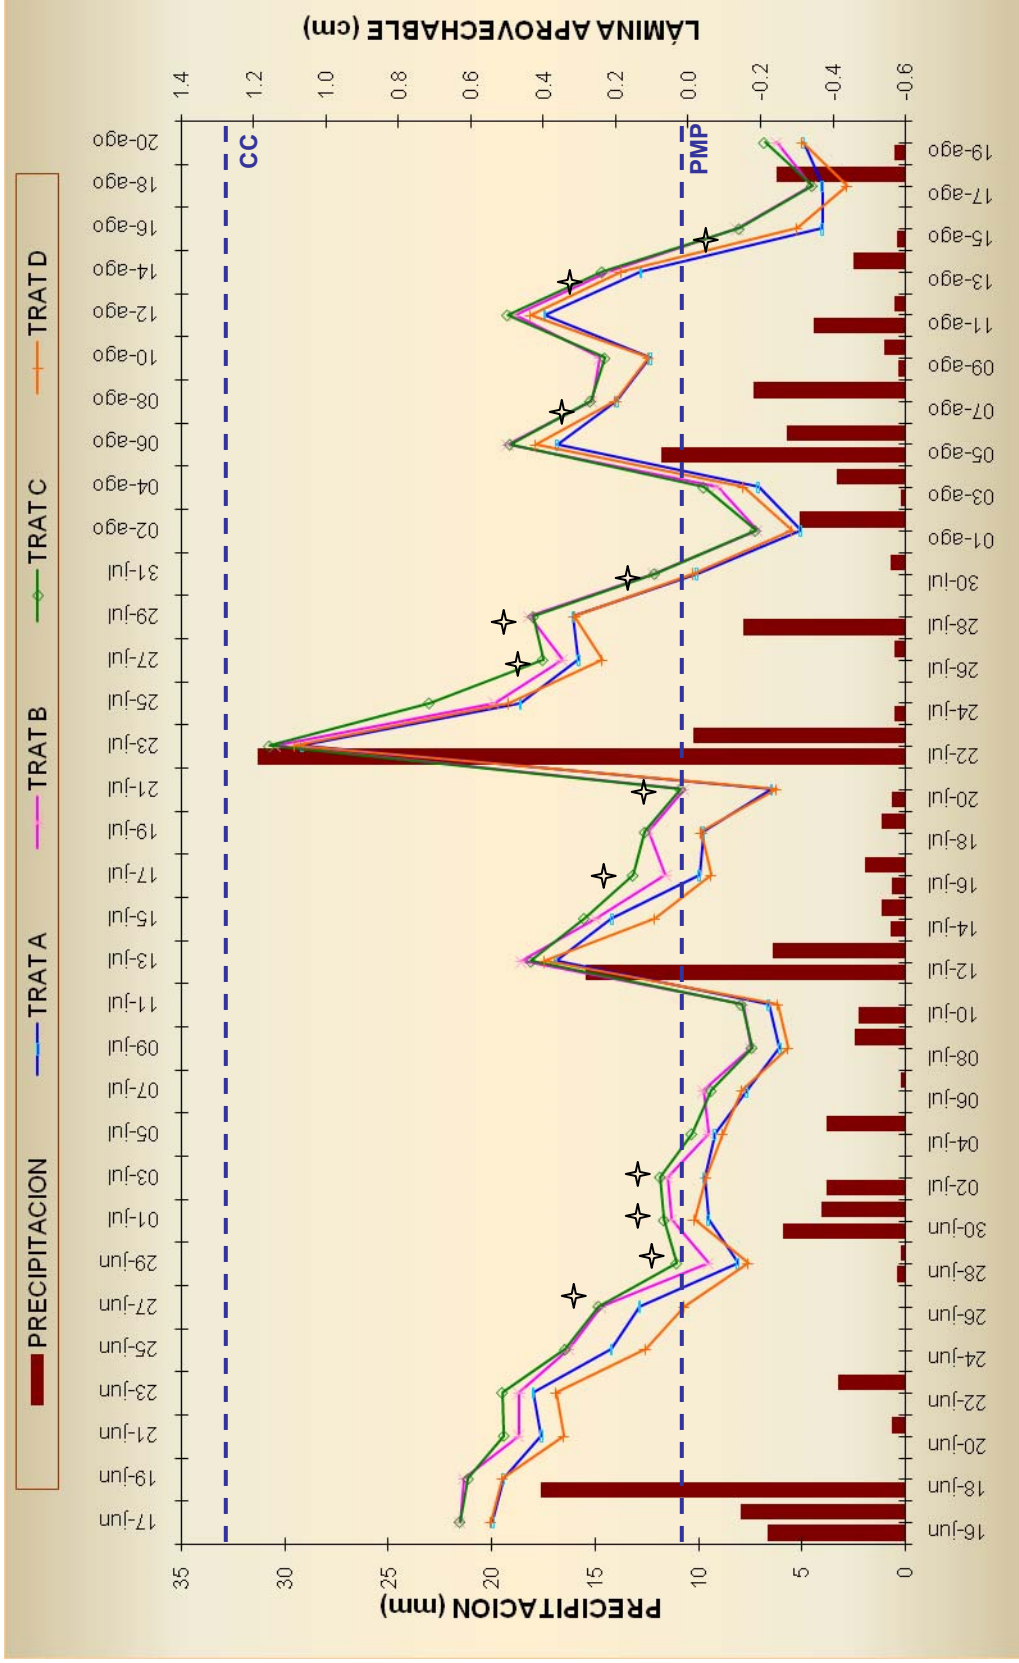 PRECIPITACION TRAT A TRAT B TRAT C TRAT D
17-jun 19-jun 21-jun 23-jun 25-jun 27-jun 29-jun 01-jul 03-jul 05-jul 07-jul 09-jul 11-jul 13-jul 15-jul 17-jul 19-jul 21-jul 23-jul 25-jul 27-jul 29-jul 31-jul 02-ago 04-ago 06-ago 08-ago 10-ago 12-ago 14-ago 16-ago 18-ago 20-ago
PRECIPITACION (mm)
35
30
25
20
15
10
5
0
CC
PMP
LÁMINA APROVECHABLE (cm)
1.4
1.2
1.0
0.8
0.6
0.4
0.2
0.0
-0.2
-0.4
-0.6
16-jun 18-jun 20-jun 22-jun 24-jun 26-jun 28-jun 30-jun 02-jul 04-jul 06-jul 08-jul 10-jul 12-jul 14-jul 16-jul 18-jul 20-jul 22-jul 24-jul 26-jul 28-jul 30-jul 01-ago 03-ago 05-ago 07-ago 09-ago 11-ago 13-ago 15-ago 17-ago 19-ago